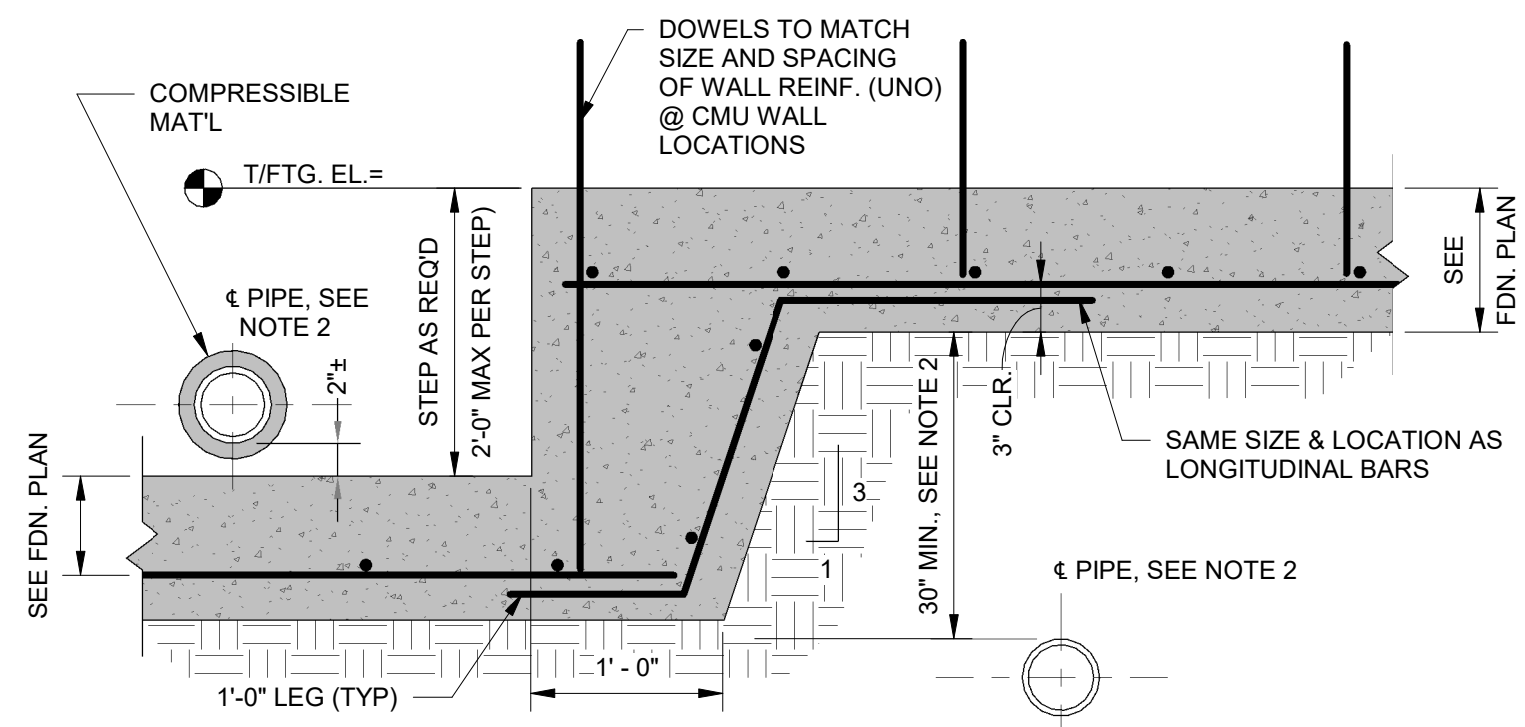 DOWELS TO MATCH
SIZE AND SPACING
OF WALL REINF. (UNO)
@ CMU WALL
LOCATIONS
COMPRESSIBLE
MAT'L
T/FTG. EL.=
STEP AS REQ'D
2'-0" MAX PER STEP)
SEE
FDN. PLAN
℄ PIPE, SEE
NOTE 2
2"±
SEE FDN. PLAN
30" MIN., SEE NOTE 2
3" CLR.
SAME SIZE & LOCATION AS
LONGITUDINAL BARS
3
1
℄ PIPE, SEE NOTE 2
1' - 0"
1'-0" LEG (TYP)